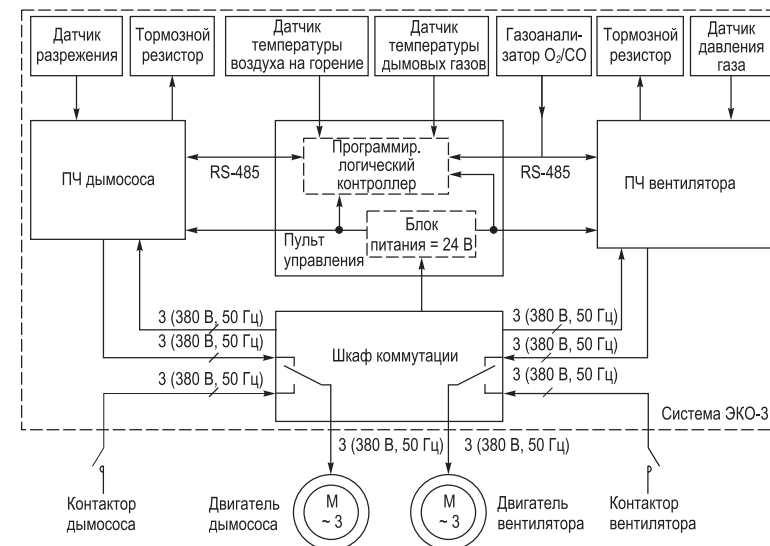 Датчик
разрежения
Тормозной
резистор
Датчик
температуры
воздуха на горение
Датчик
температуры
дымовых газов
Газоанали-
затор O₂/CO
Тормозной
резистор
Датчик
давления
газа
ПЧ дымососа
RS-485
Программир.
логический
контроллер
RS-485
ПЧ вентилятора
Пульт
управления
Блок
питания = 24 В
3 (380 В, 50 Гц)
3 (380 В, 50 Гц)
3 (380 В, 50 Гц)
Шкаф коммутации
3 (380 В, 50 Гц)
3 (380 В, 50 Гц)
3 (380 В, 50 Гц)
Система ЭКО-3
3 (380 В, 50 Гц)
3 (380 В, 50 Гц)
Контактор
дымососа
Двигатель
дымососа
М
~ 3
М
~ 3
Двигатель
вентилятора
Контактор
вентилятора